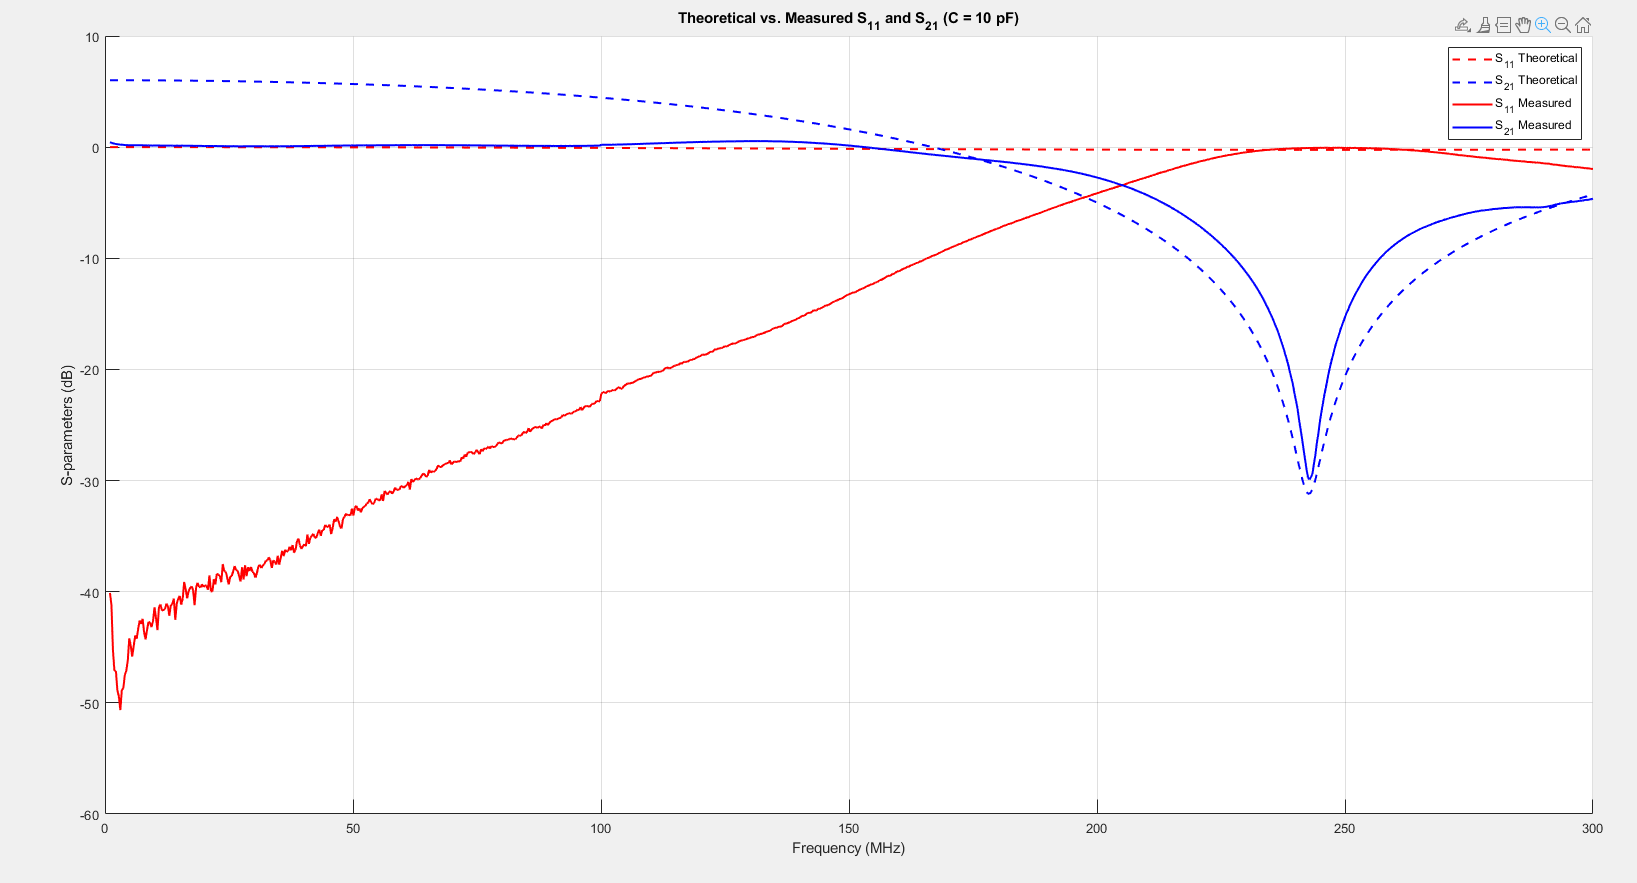 Theoretical vs. Measured S11 and S21 (C = 10 pF)
S11 Theoretical
S21 Theoretical
S11 Measured
S21 Measured
10
0
-10
-20
-30
-40
-50
-60
S-parameters (dB)
0 50 100 150 200 250 300
Frequency (MHz)